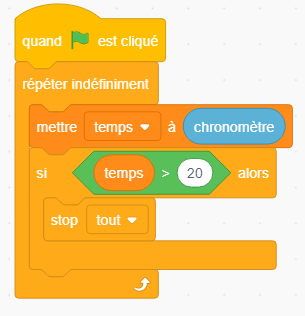 quand est cliqué
répéter indéfiniment
mettre temps à chronomètre
si temps > 20 alors
stop tout